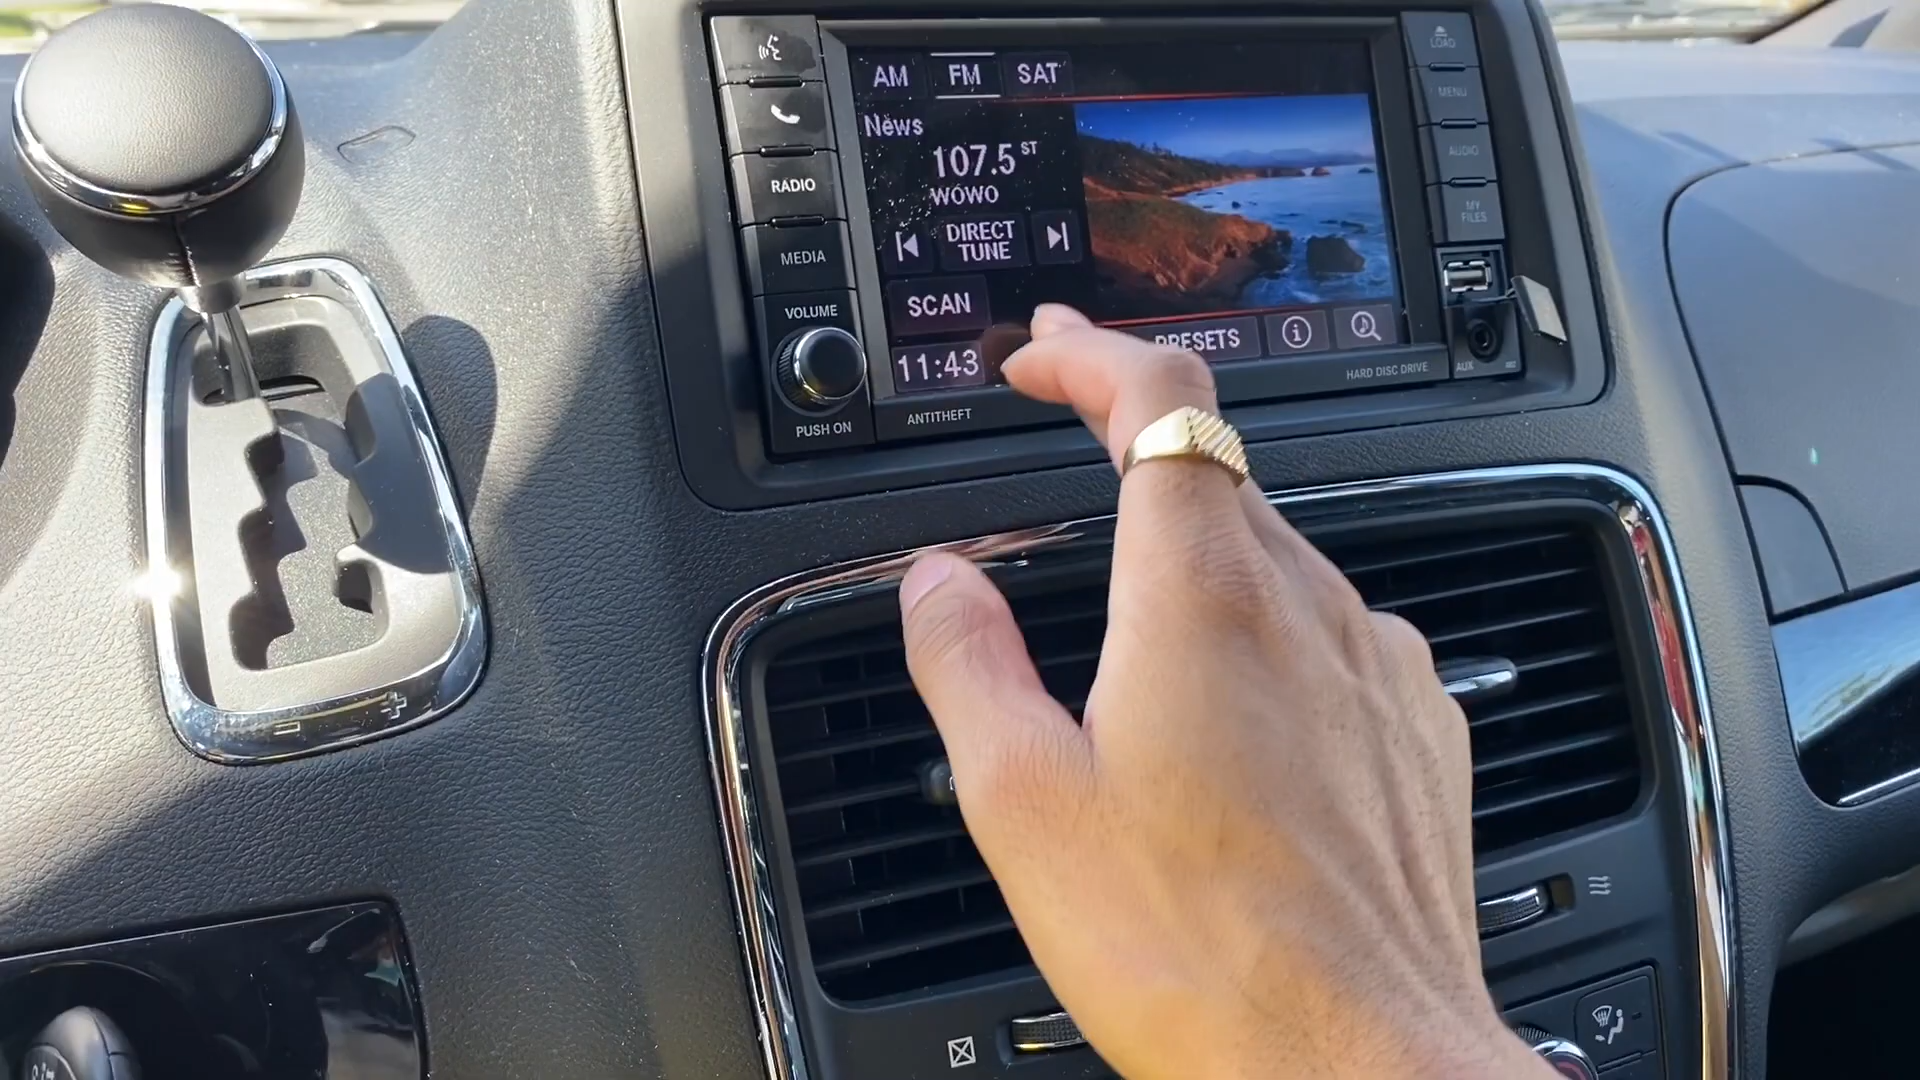 AM FM SAT
News
107.5 ST
WOWO
DIRECT
TUNE
SCAN
11:43
PRESETS
RADIO
MEDIA
VOLUME
PUSH ON
ANTITHEFT
HARD DISC DRIVE
LOAD
MENU
AUDIO
MY
FILES
AUX